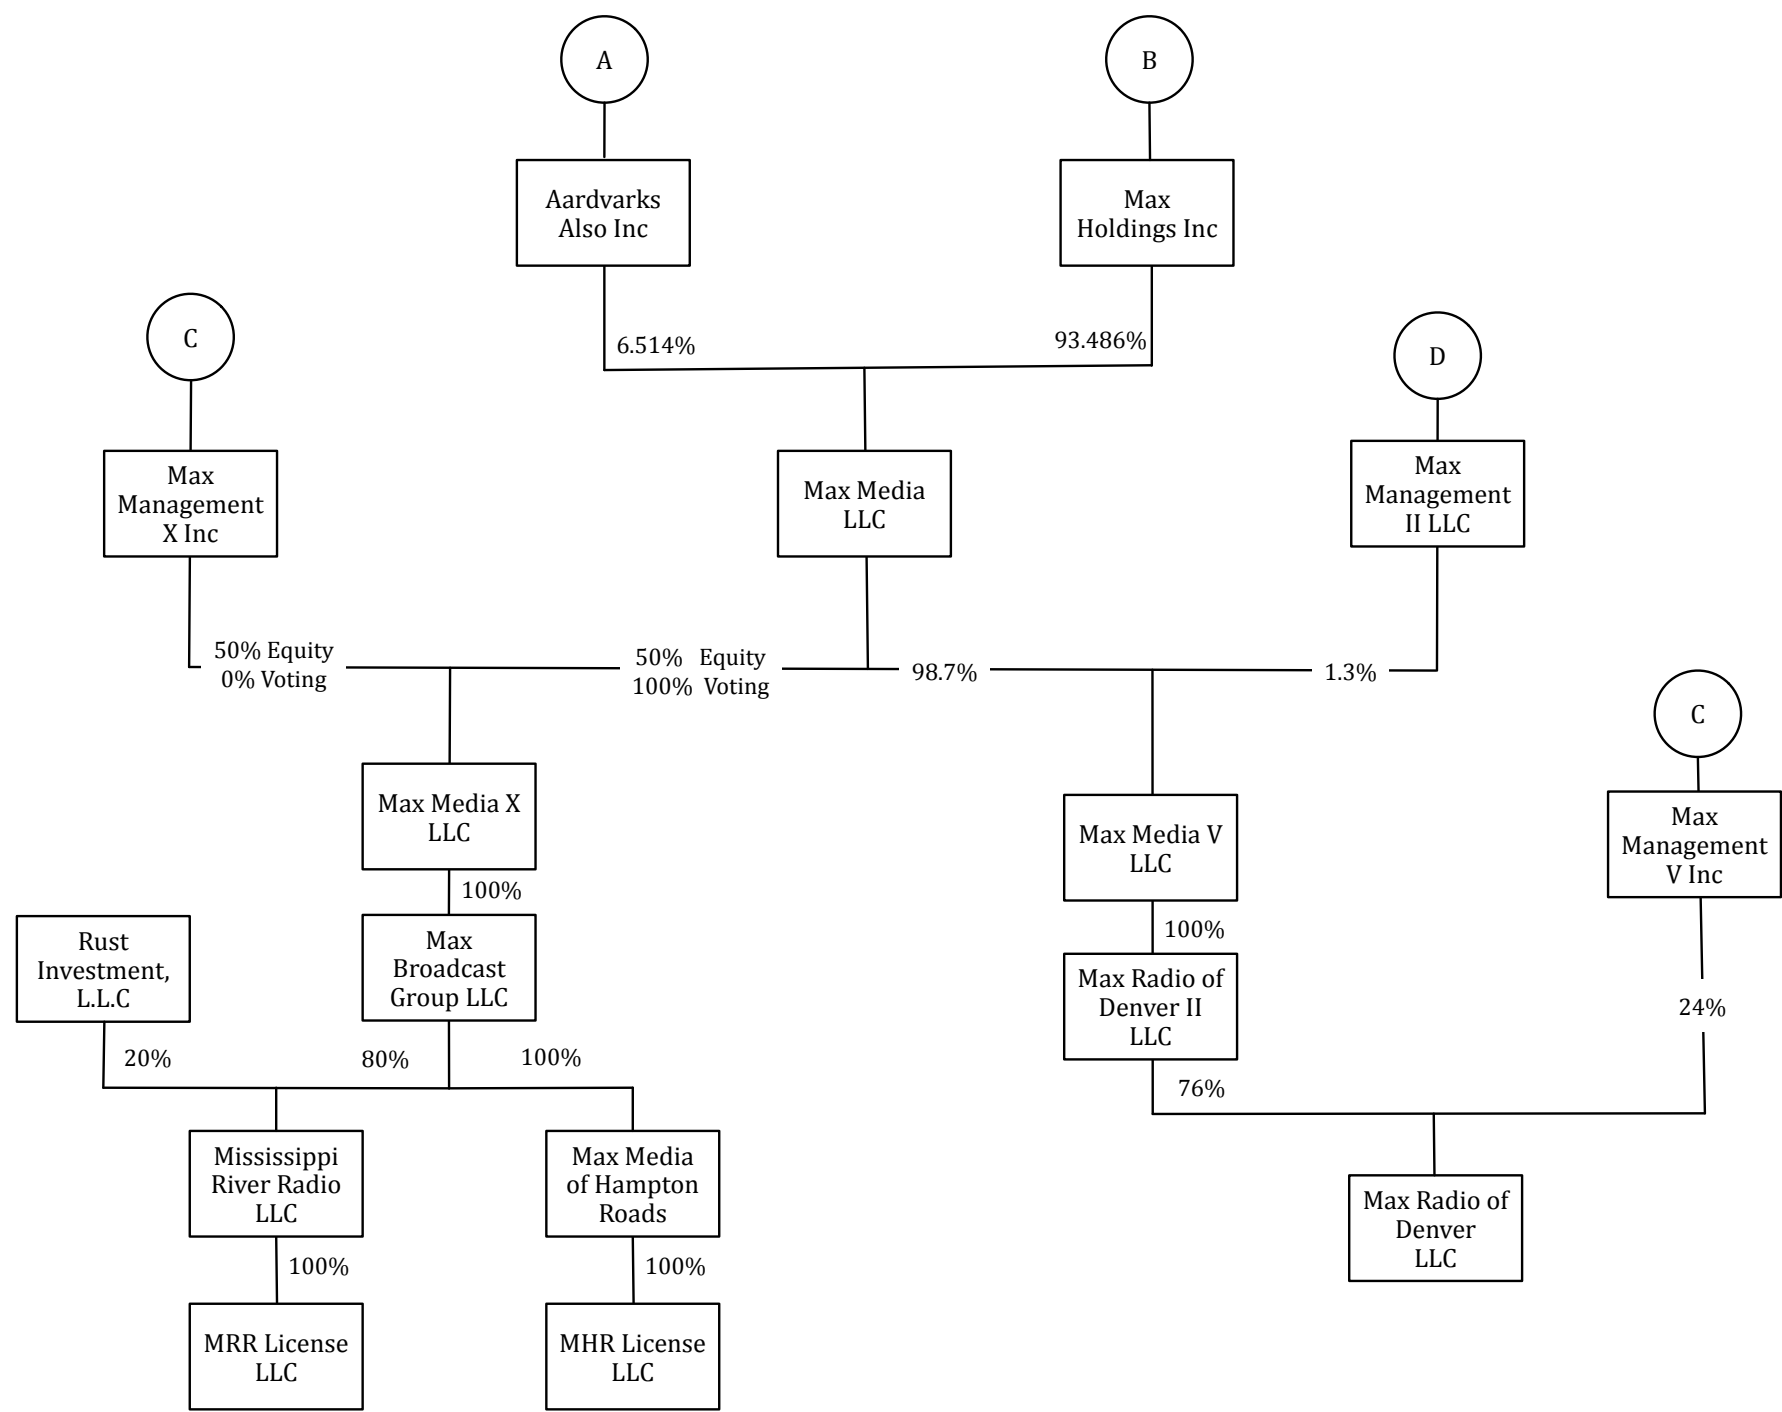 A
B
Aardvarks
Also Inc
Max
Holdings Inc
C
6.514%
93.486%
D
Max
Management
X Inc
Max Media
LLC
Max
Management
II LLC
50% Equity
0% Voting
50% Equity
100% Voting
98.7%
1.3%
C
Max Media X
LLC
Max Media V
LLC
Max
Management
V Inc
100%
Rust
Investment,
L.L.C
Max
Broadcast
Group LLC
100%
Max Radio of
Denver II
LLC
24%
20%
80%
100%
76%
Mississippi
River Radio
LLC
Max Media
of Hampton
Roads
Max Radio of
Denver
LLC
100%
100%
MRR License
LLC
MHR License
LLC